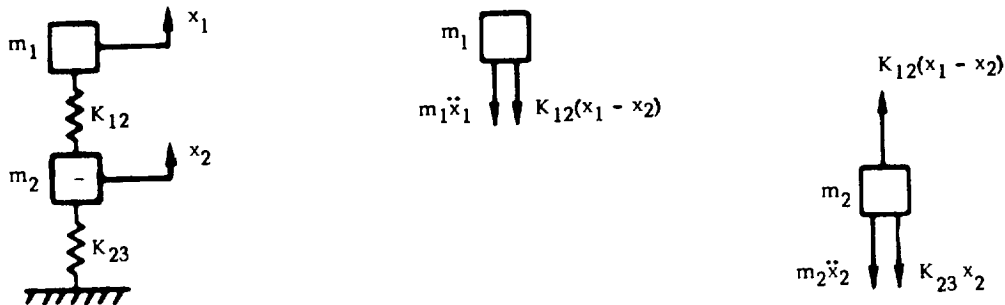 x₁
m₁
K₁₂
x₂
m₂
K₂₃
m₁
m₁ẍ₁
K₁₂(x₁ - x₂)
K₁₂(x₁ - x₂)
m₂
m₂ẍ₂
K₂₃ x₂